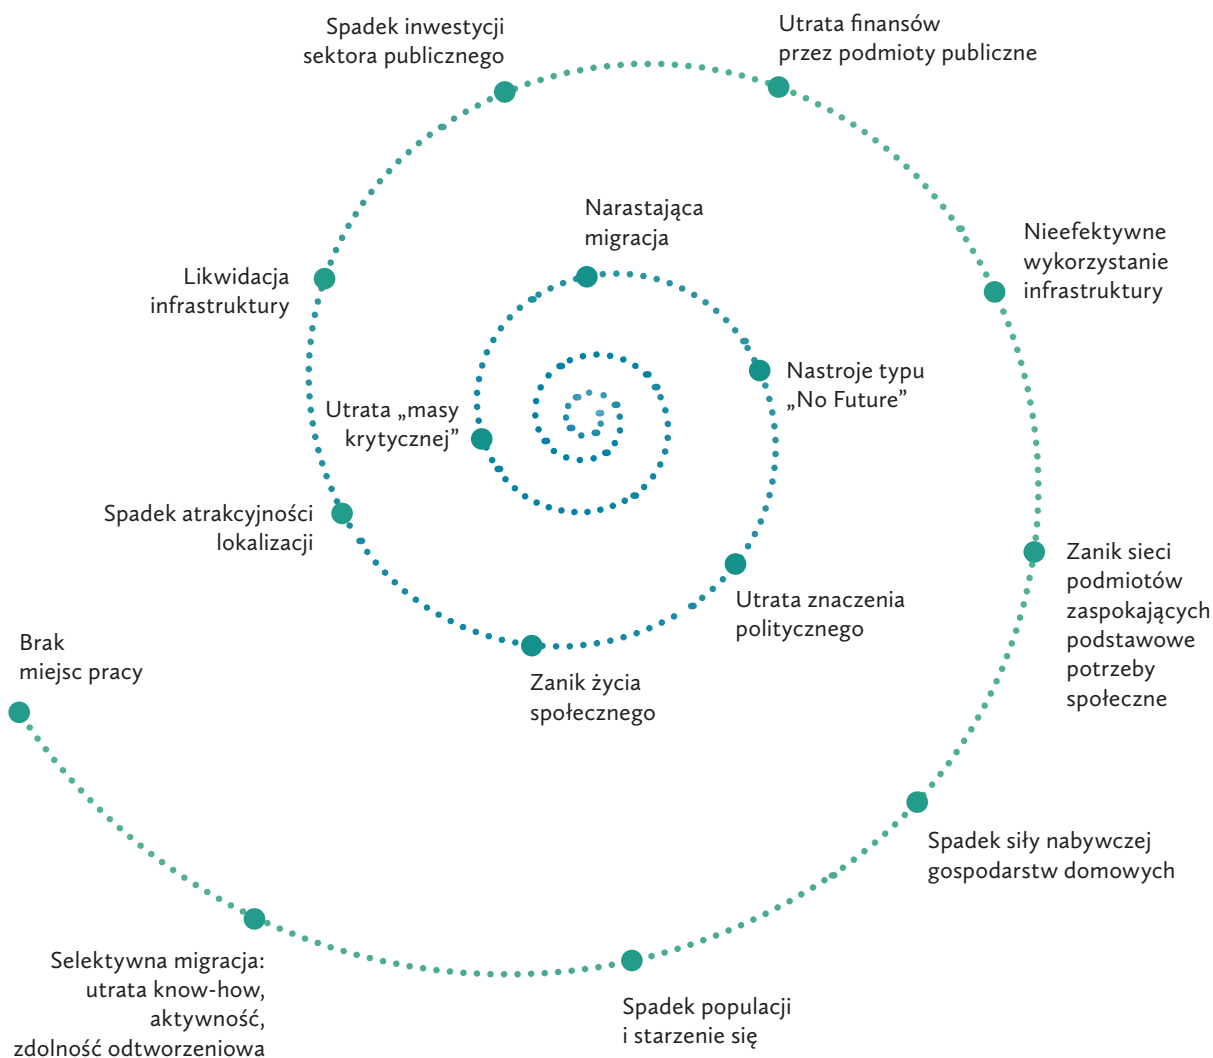 Spadek inwestycji
sektora publicznego
Utrata finansów
przez podmioty publiczne
Narastająca
migracja
Nieefektywne
wykorzystanie
infrastruktury
Likwidacja
infrastruktury
Nastroje typu
„No Future”
Utrata „masy
krytycznej”
Spadek atrakcyjności
lokalizacji
Zanik sieci
podmiotów
zaspokających
podstawowe
potrzeby
społeczne
Utrata znaczenia
politycznego
Brak
miejsc pracy
Zanik życia
społecznego
Spadek siły nabywczej
gospodarstw domowych
Selektywna migracja:
utrata know-how,
aktywność,
zdolność odtworzeniowa
Spadek populacji
i starzenie się